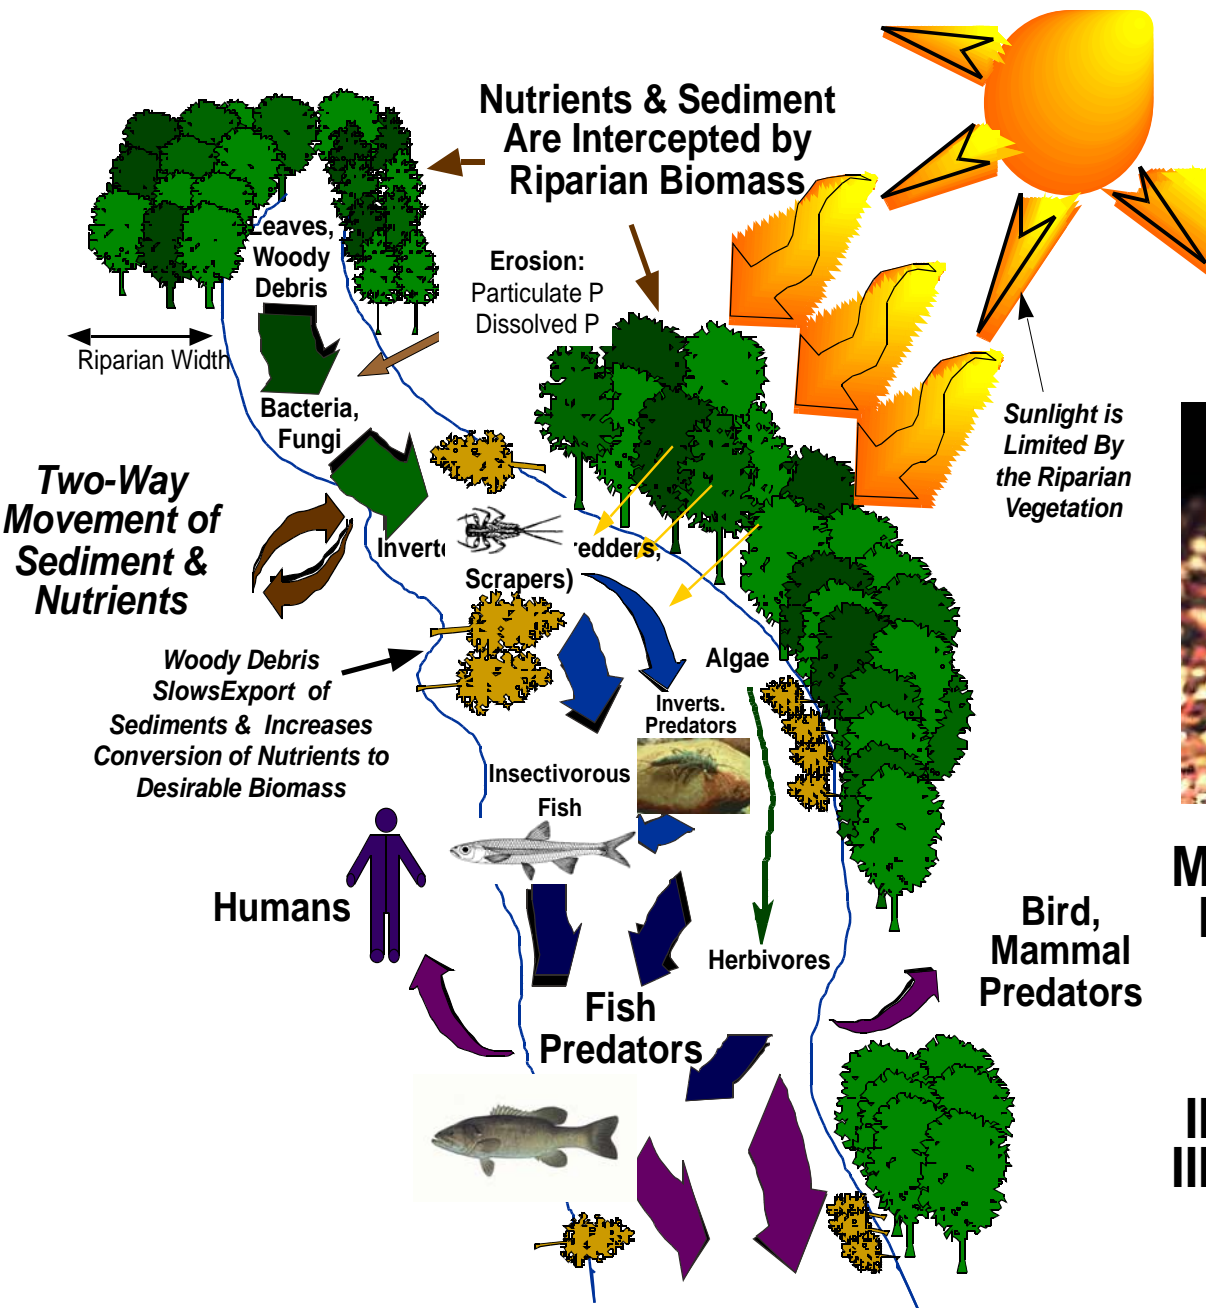 Nutrients & Sediment
Are Intercepted by
Riparian Biomass
Leaves,
Woody
Debris
Erosion:
Particulate P
Dissolved P
Riparian Width
Bacteria,
Fungi
Sunlight is
Limited By
the Riparian
Vegetation
Two-Way
Movement of
Sediment &
Nutrients
Scrapers)
Woody Debris
SlowsExport of
Sediments & Increases
Conversion of Nutrients to
Desirable Biomass
Algae
Inverts.
Predators
Insectivorous
Fish
Humans
Herbivores
Bird,
Mammal
Predators
Fish
Predators